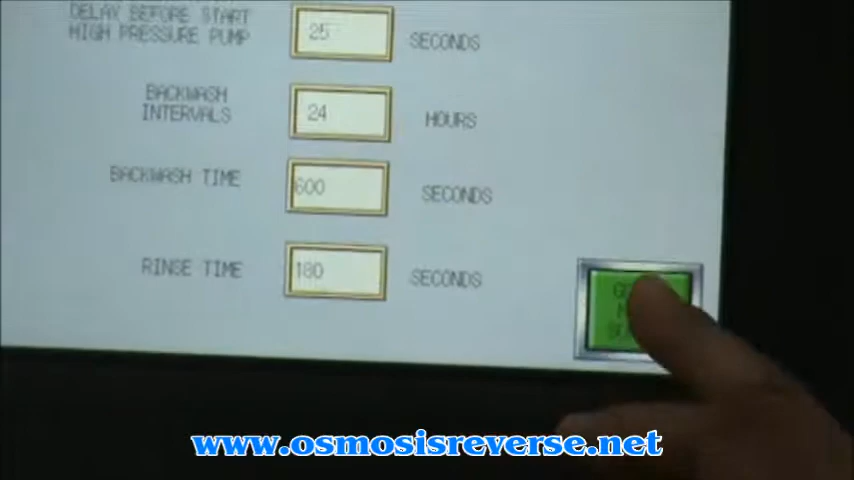 DELAY BEFORE START
HIGH PRESSURE PUMP
25
SECONDS
BACKWASH
INTERVALS
24
HOURS
BACKWASH TIME
600
SECONDS
RINSE TIME
180
SECONDS
www.osmosisreverse.net